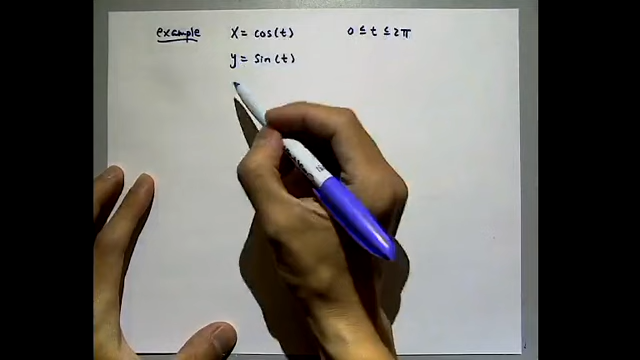 example x = cos(t) 0 ≤ t ≤ 2π
y = sin(t)